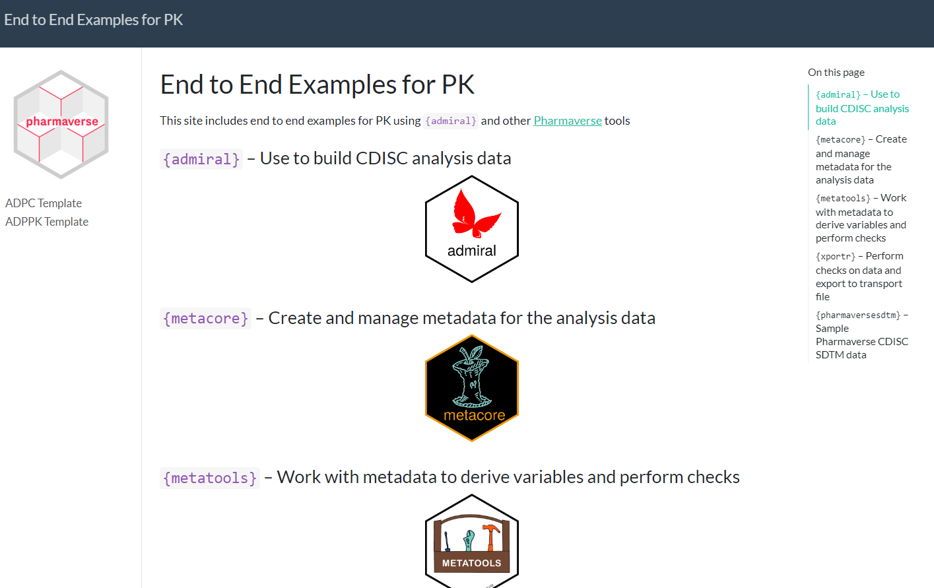 End to End Examples for PK
pharmaverse
ADPC Template
ADPPK Template
End to End Examples for PK
This site includes end to end examples for PK using {admiral} and other Pharmaverse tools
{admiral} – Use to build CDISC analysis data
admiral
{metacore} – Create and manage metadata for the analysis data
metacore
{metatools} – Work with metadata to derive variables and perform checks
METATOOLS
On this page
{admiral} – Use to
build CDISC analysis
data
{metacore} – Create
and manage
metadata for the
analysis data
{metatools} – Work
with metadata to
derive variables and
perform checks
{xportr} – Perform
checks on data and
export to transport
file
{pharmaversesdtm} –
Sample
Pharmaverse CDISC
SDTM data